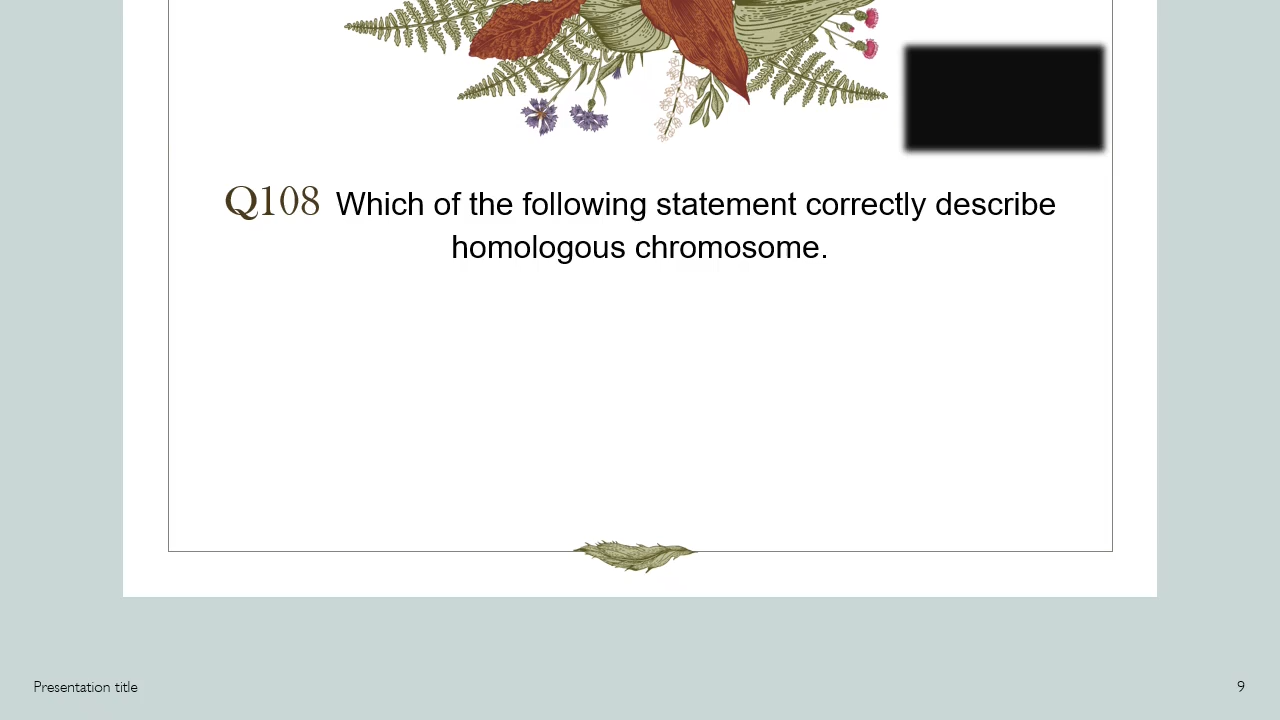 Q108 Which of the following statement correctly describe
homologous chromosome.
Presentation title
9